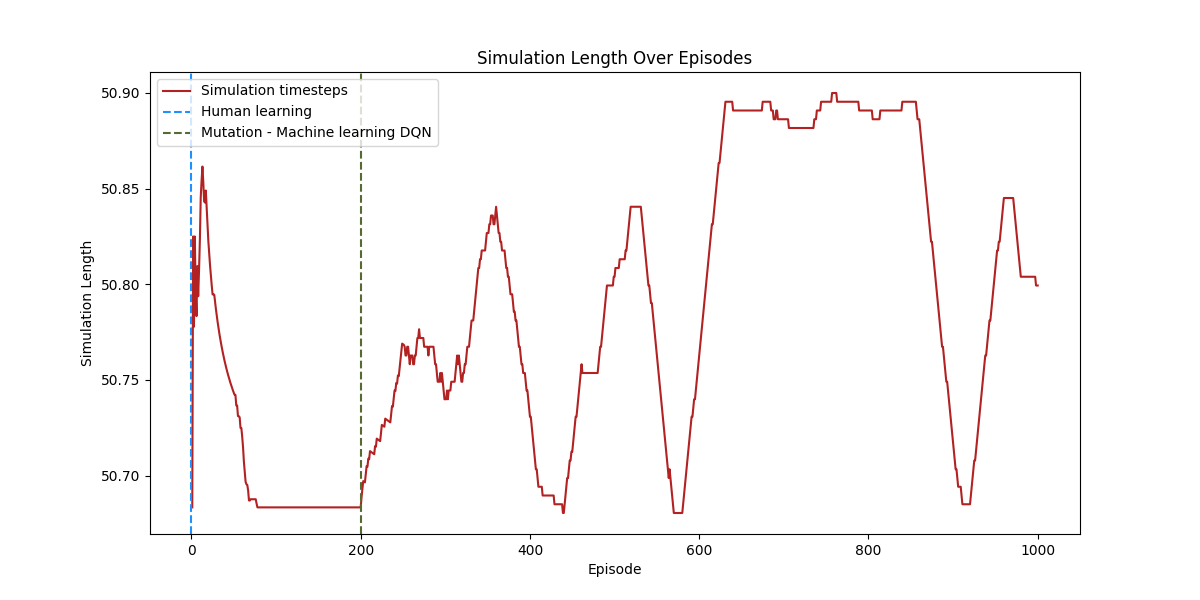 Simulation Length Over Episodes
Simulation timesteps
Human learning
Mutation - Machine learning DQN
Simulation Length
50.90
50.85
50.80
50.75
50.70
0 200 400 600 800 1000
Episode